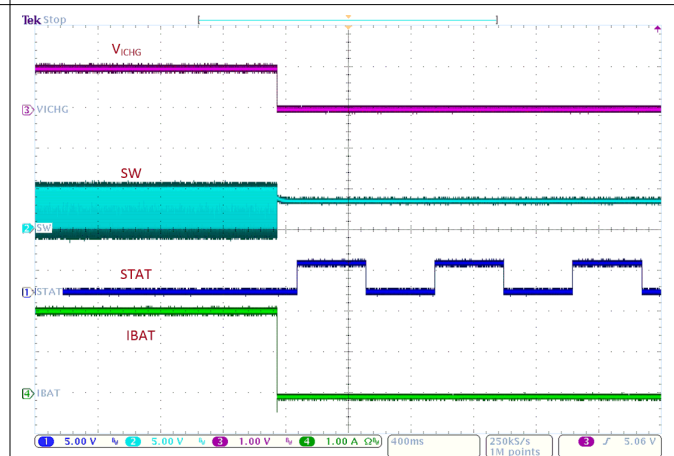 Tek Stop
VICHG
3 VICHG
SW
2 SW
STAT
1 STAT
IBAT
4 IBAT
1 5.00 V 2 5.00 V 3 1.00 V 4 1.00 A Ω 400ms 250kS/s 3 5.06 V
1M points